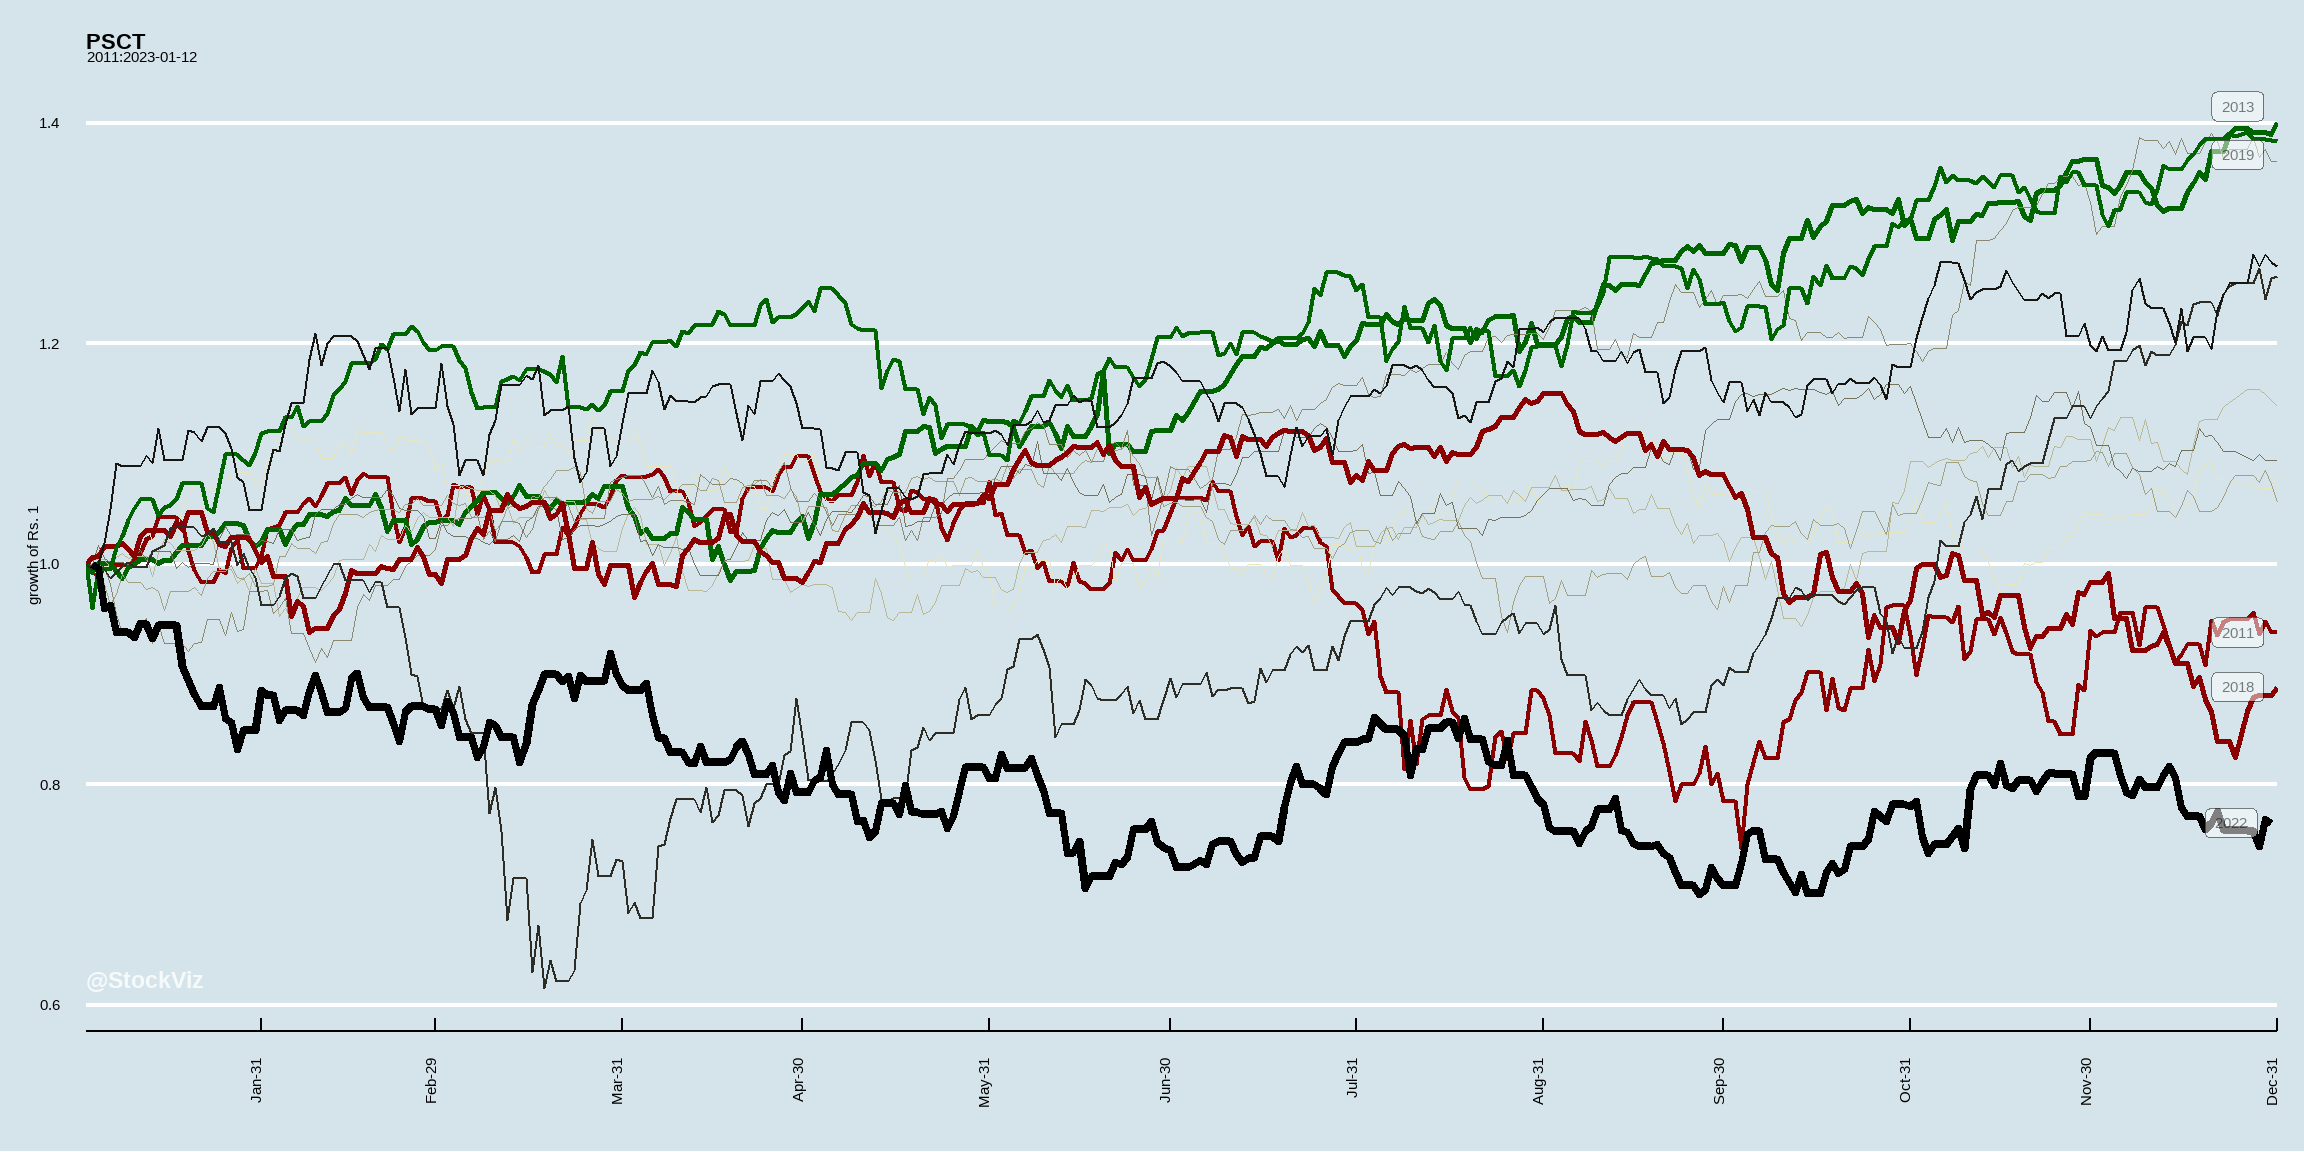 PSCT
2011:2023-01-12
growth of Rs. 1
1.4
1.2
1.0
0.8
0.6
2013
2019
2011
2018
2022
@StockViz
Jan-31
Feb-29
Mar-31
Apr-30
May-31
Jun-30
Jul-31
Aug-31
Sep-30
Oct-31
Nov-30
Dec-31